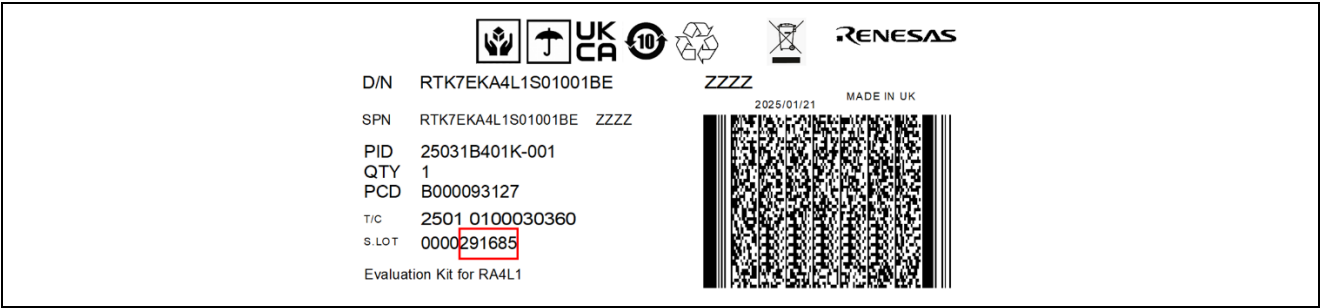 UK
CA
10
RENESAS
D/N RTK7EKA4L1S01001BE ZZZZ
2025/01/21 MADE IN UK
SPN RTK7EKA4L1S01001BE ZZZZ
PID 25031B401K-001
QTY 1
PCD B000093127
T/C 2501 0100030360
S.LOT 0000291685
Evaluation Kit for RA4L1